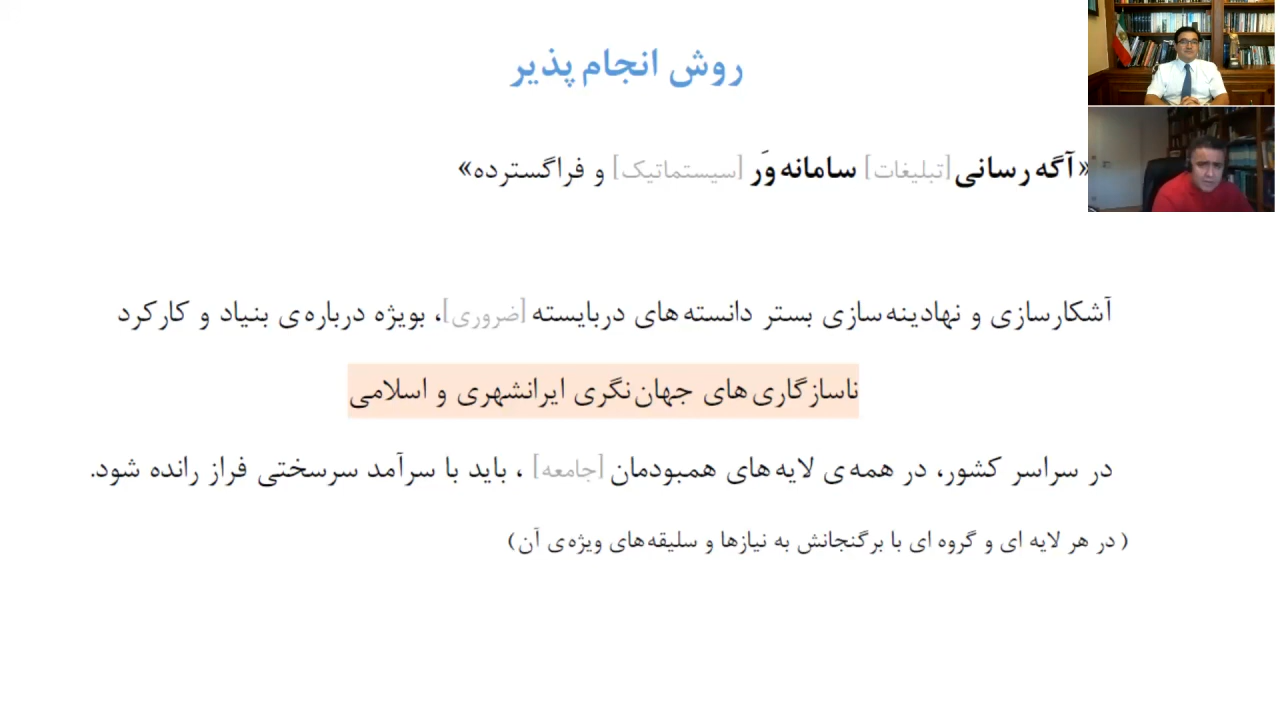 روش انجام پذیر
«آگه رسانی [تبلیغات] سامانه وَر [سیستماتیک] و فراگسترده»
آشکارسازی و نهادینه سازی بستر دانسته های دربایسته [ضروری]، بویژه درباره ی بنیاد و کارکرد
ناسازگاری های جهان نگری ایرانشهری و اسلامی
در سراسر کشور، در همه ی لایه های همبودمان [جامعه] ، باید با سرآمد سرسختی فراز رانده شود.
(در هر لایه ای و گروه ای با برگنجانش به نیازها و سلیقه های ویژه ی آن)